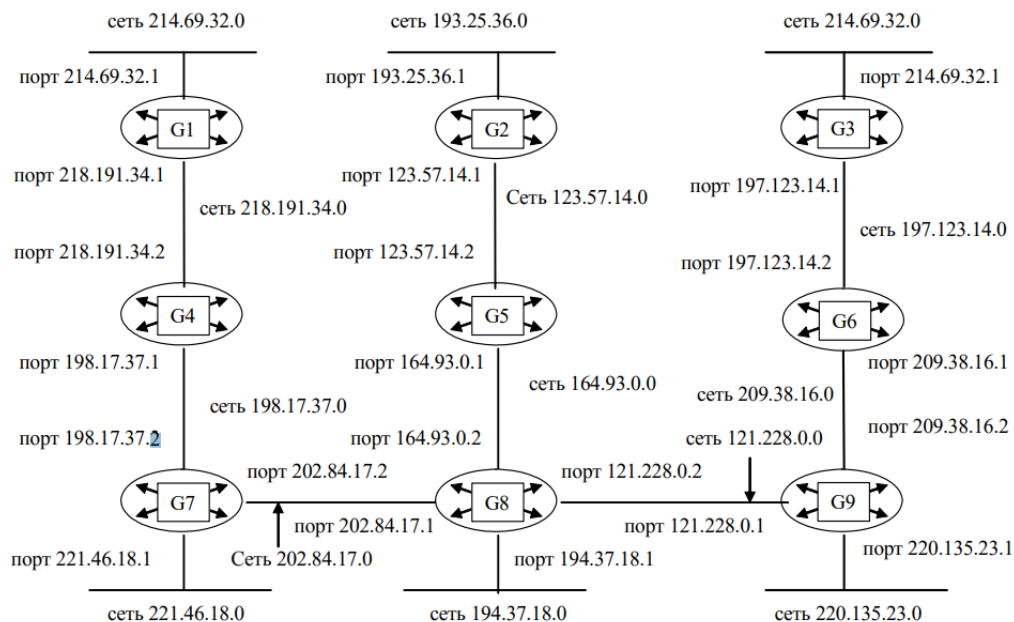 сеть 214.69.32.0
сеть 193.25.36.0
сеть 214.69.32.0
порт 214.69.32.1
порт 193.25.36.1
порт 214.69.32.1
G1
G2
G3
порт 218.191.34.1
порт 123.57.14.1
порт 197.123.14.1
сеть 218.191.34.0
Сеть 123.57.14.0
сеть 197.123.14.0
порт 218.191.34.2
порт 123.57.14.2
порт 197.123.14.2
G4
G5
G6
порт 198.17.37.1
порт 164.93.0.1
порт 209.38.16.1
сеть 198.17.37.0
сеть 164.93.0.0
сеть 209.38.16.0
порт 198.17.37.2
порт 164.93.0.2
сеть 121.228.0.0
порт 209.38.16.2
порт 202.84.17.2
порт 121.228.0.2
G7
G8
G9
порт 202.84.17.1
порт 121.228.0.1
порт 221.46.18.1
Сеть 202.84.17.0
порт 194.37.18.1
порт 220.135.23.1
сеть 221.46.18.0
сеть 194.37.18.0
сеть 220.135.23.0